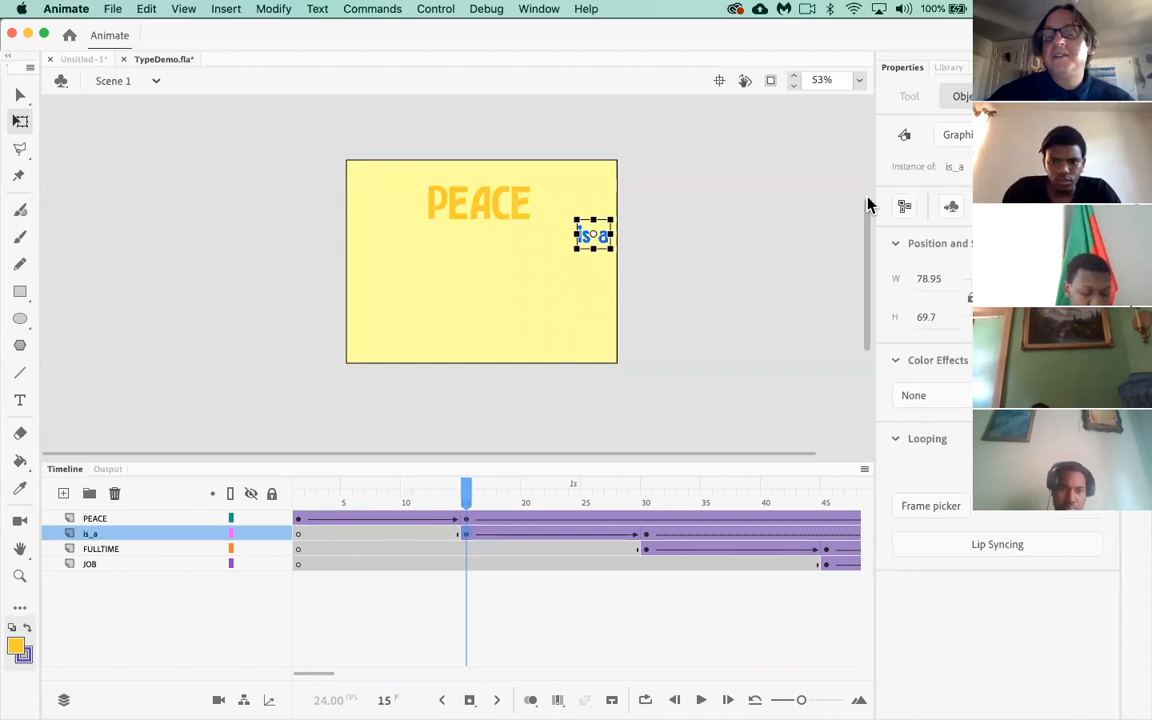 Animate File Edit View Insert Modify Text Commands Control Debug Window Help 100%
Animate
Untitled-1* TypeDemo.fla*
Scene 1 53%
Properties Library
Tool Obje
PEACE
is a
Graphi
Instance of: is_a
Position and S
W 78.95
H 69.7
Color Effects
None
Looping
Frame picker
Lip Syncing
Timeline Output
1s
5 10 20 25 30 35 40 45
PEACE
is_a
FULLTIME
JOB
24.00 FPS 15 F